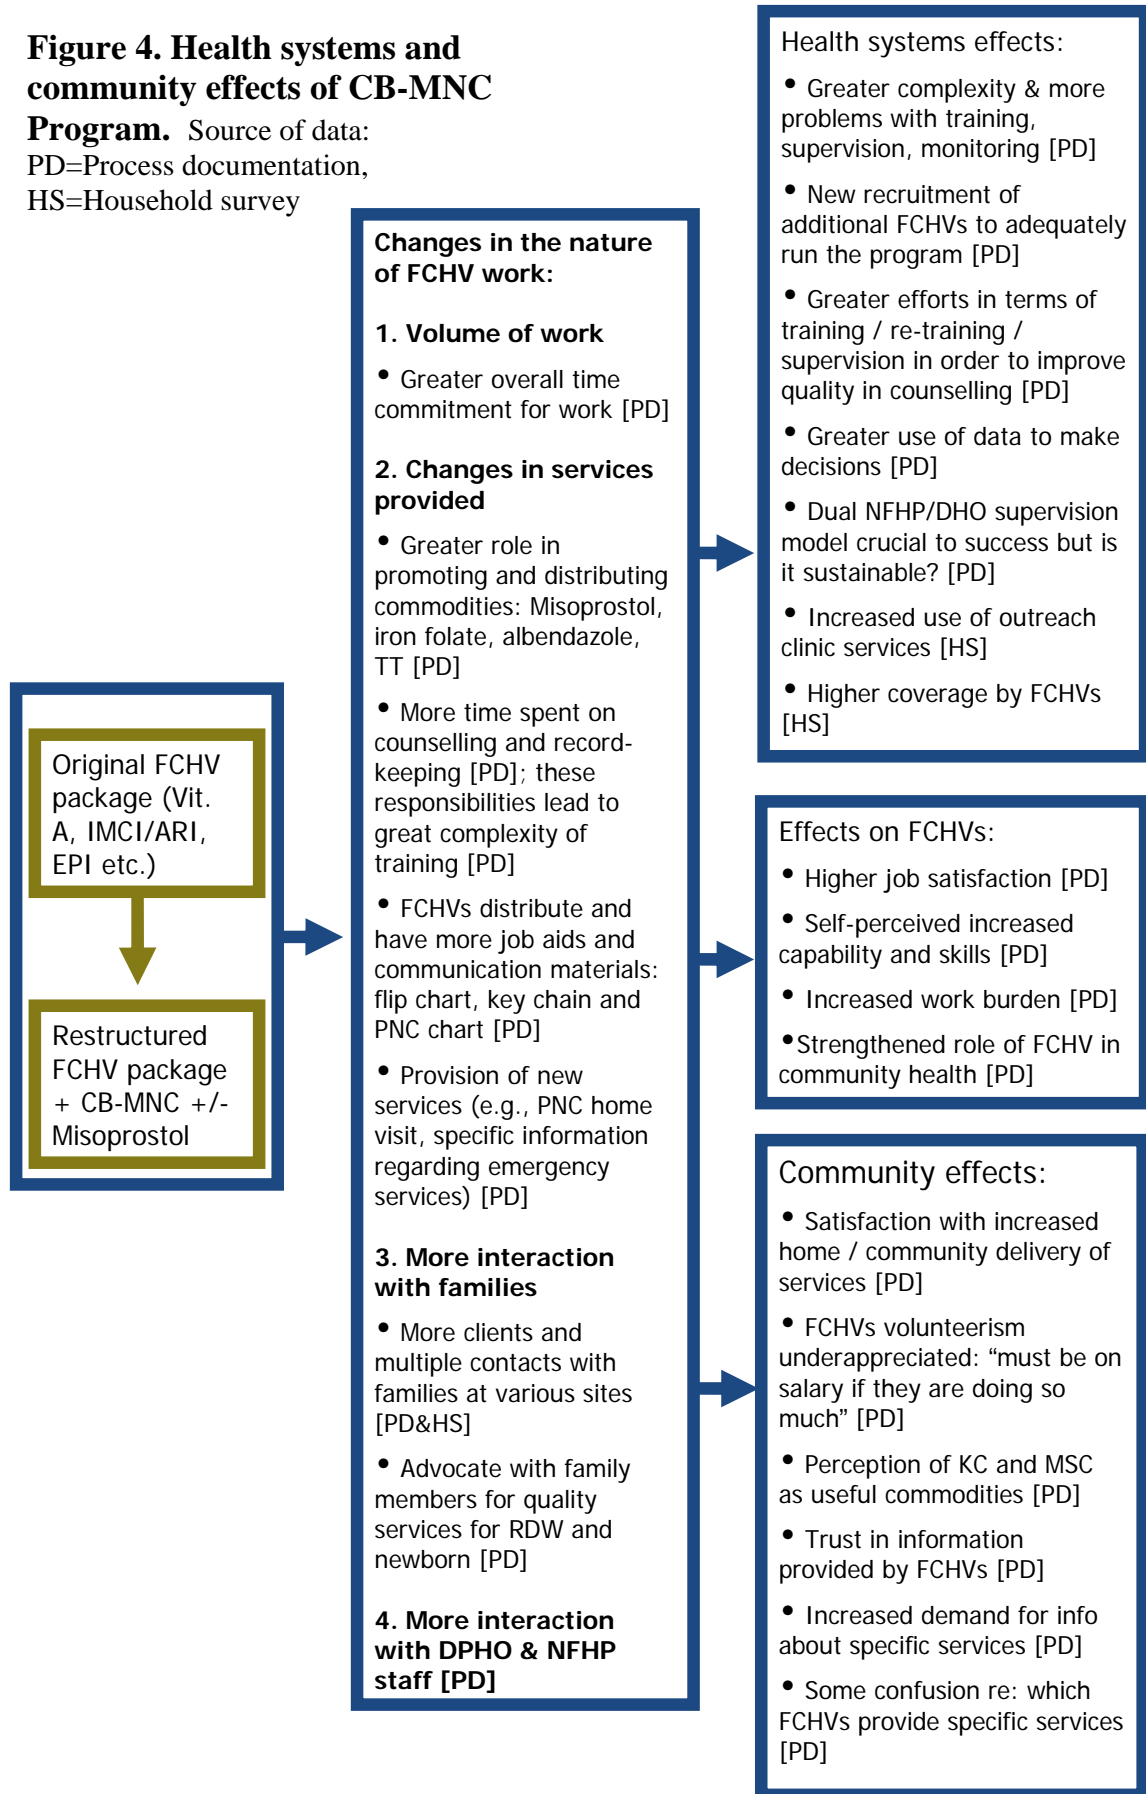 Figure 4. Health systems and
community effects of CB-MNC
Program. Source of data:
PD=Process documentation,
HS=Household survey
Original FCHV
package (Vit.
A, IMCI/ARI,
EPI etc.)
Restructured
FCHV package
+ CB-MNC +/-
Misoprostol
Changes in the nature
of FCHV work:
1. Volume of work
• Greater overall time
commitment for work [PD]
2. Changes in services
provided
• Greater role in
promoting and distributing
commodities: Misoprostol,
iron folate, albendazole,
TT [PD]
• More time spent on
counselling and record-
keeping [PD]; these
responsibilities lead to
great complexity of
training [PD]
• FCHVs distribute and
have more job aids and
communication materials:
flip chart, key chain and
PNC chart [PD]
• Provision of new
services (e.g., PNC home
visit, specific information
regarding emergency
services) [PD]
3. More interaction
with families
• More clients and
multiple contacts with
families at various sites
[PD&HS]
• Advocate with family
members for quality
services for RDW and
newborn [PD]
4. More interaction
with DPHO & NFHP
staff [PD]
Health systems effects:
• Greater complexity & more
problems with training,
supervision, monitoring [PD]
• New recruitment of
additional FCHVs to adequately
run the program [PD]
• Greater efforts in terms of
training / re-training /
supervision in order to improve
quality in counselling [PD]
• Greater use of data to make
decisions [PD]
• Dual NFHP/DHO supervision
model crucial to success but is
it sustainable? [PD]
• Increased use of outreach
clinic services [HS]
• Higher coverage by FCHVs
[HS]
Effects on FCHVs:
• Higher job satisfaction [PD]
• Self-perceived increased
capability and skills [PD]
• Increased work burden [PD]
•Strengthened role of FCHV in
community health [PD]
Community effects:
• Satisfaction with increased
home / community delivery of
services [PD]
• FCHVs volunteerism
underappreciated: “must be on
salary if they are doing so
much” [PD]
• Perception of KC and MSC
as useful commodities [PD]
• Trust in information
provided by FCHVs [PD]
• Increased demand for info
about specific services [PD]
• Some confusion re: which
FCHVs provide specific services
[PD]